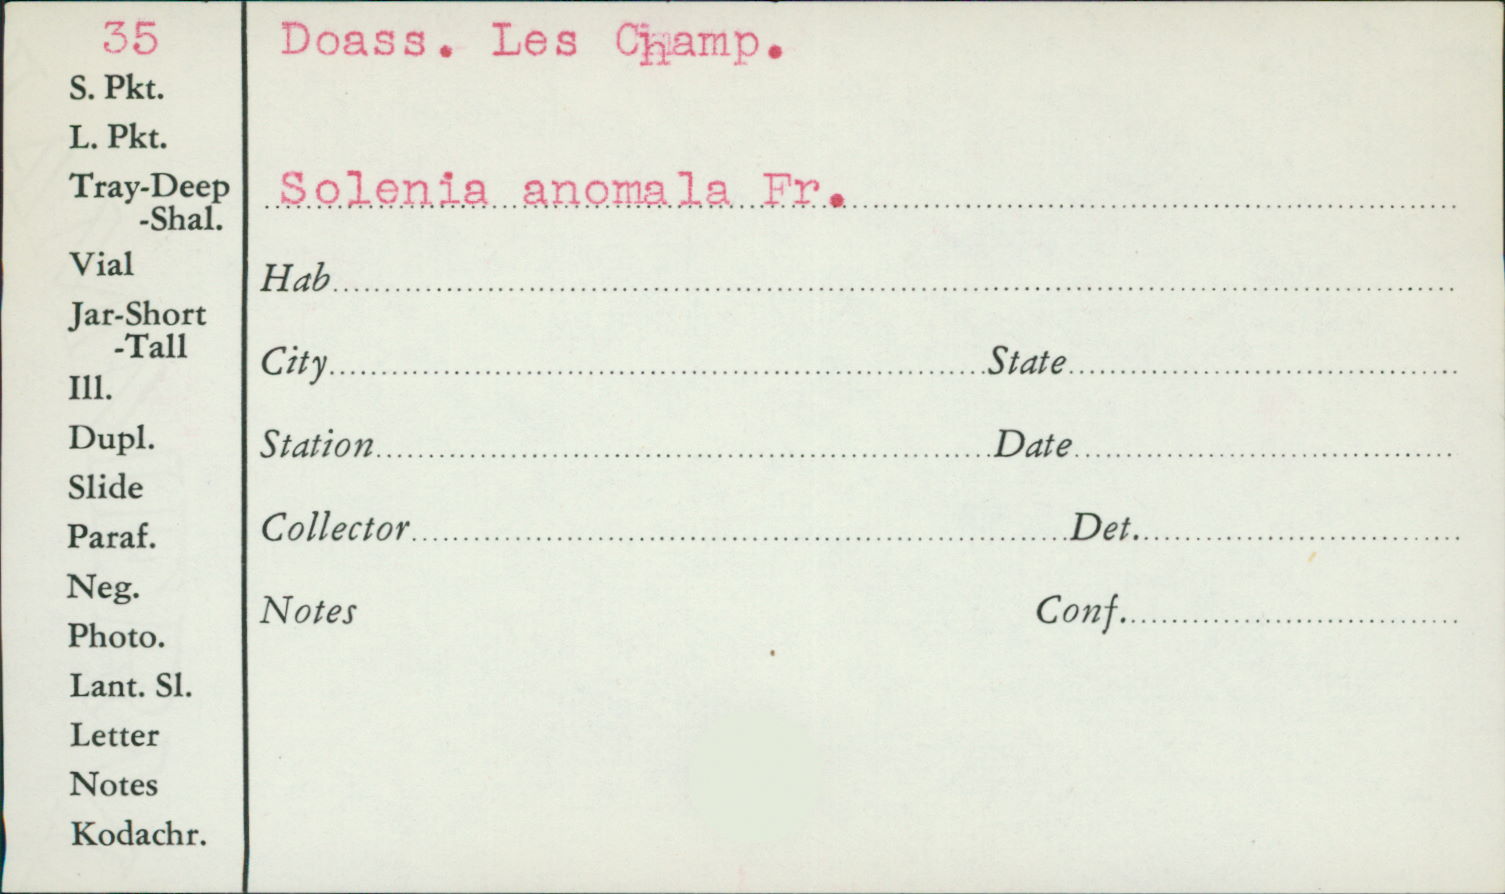 35
Doass. Les Champ.
S. Pkt.
L. Pkt.
Tray-Deep
-Shal.
Solenia anomala Fr.
Vial
Hab
Jar-Short
-Tall
City State
Ill.
Dupl.
Station Date
Slide
Paraf.
Collector Det.
Neg.
Notes Conf.
Photo.
Lant. Sl.
Letter
Notes
Kodachr.